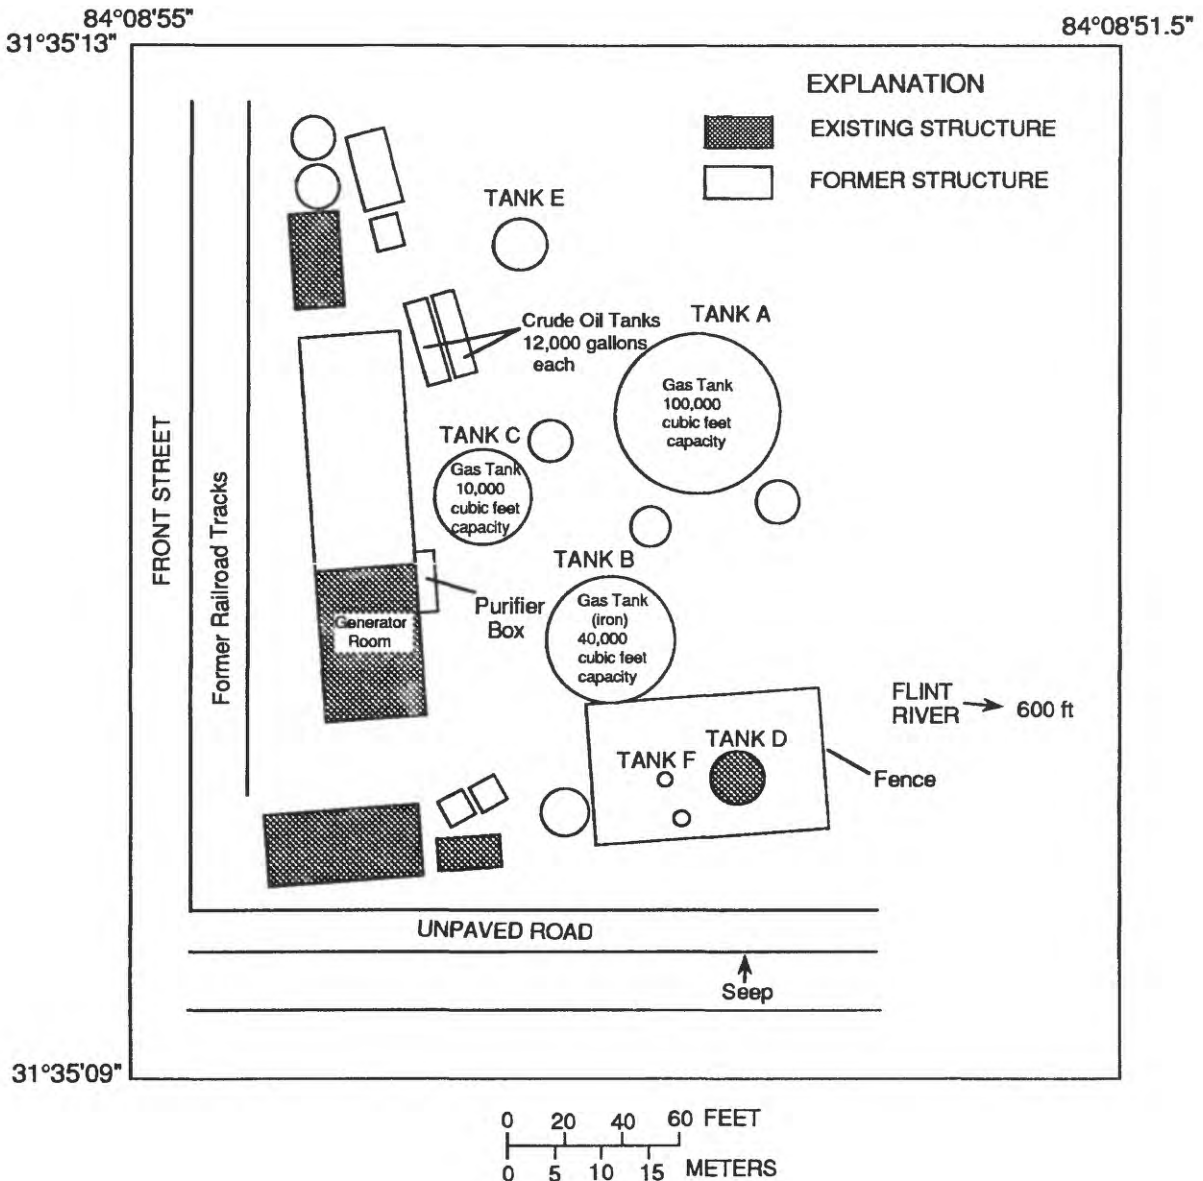 84°08'55"
84°08'51.5"
31°35'13"
EXPLANATION
EXISTING STRUCTURE
FORMER STRUCTURE
TANK E
TANK A
Crude Oil Tanks
12,000 gallons
each
Gas Tank
100,000
cubic feet
capacity
TANK C
Gas Tank
10,000
cubic feet
capacity
FRONT STREET
Former Railroad Tracks
TANK B
Gas Tank
(iron)
40,000
cubic feet
capacity
Purifier
Box
Generator
Room
FLINT
RIVER
600 ft
TANK D
TANK F
Fence
UNPAVED ROAD
Seep
31°35'09"
0 20 40 60 FEET
0 5 10 15 METERS